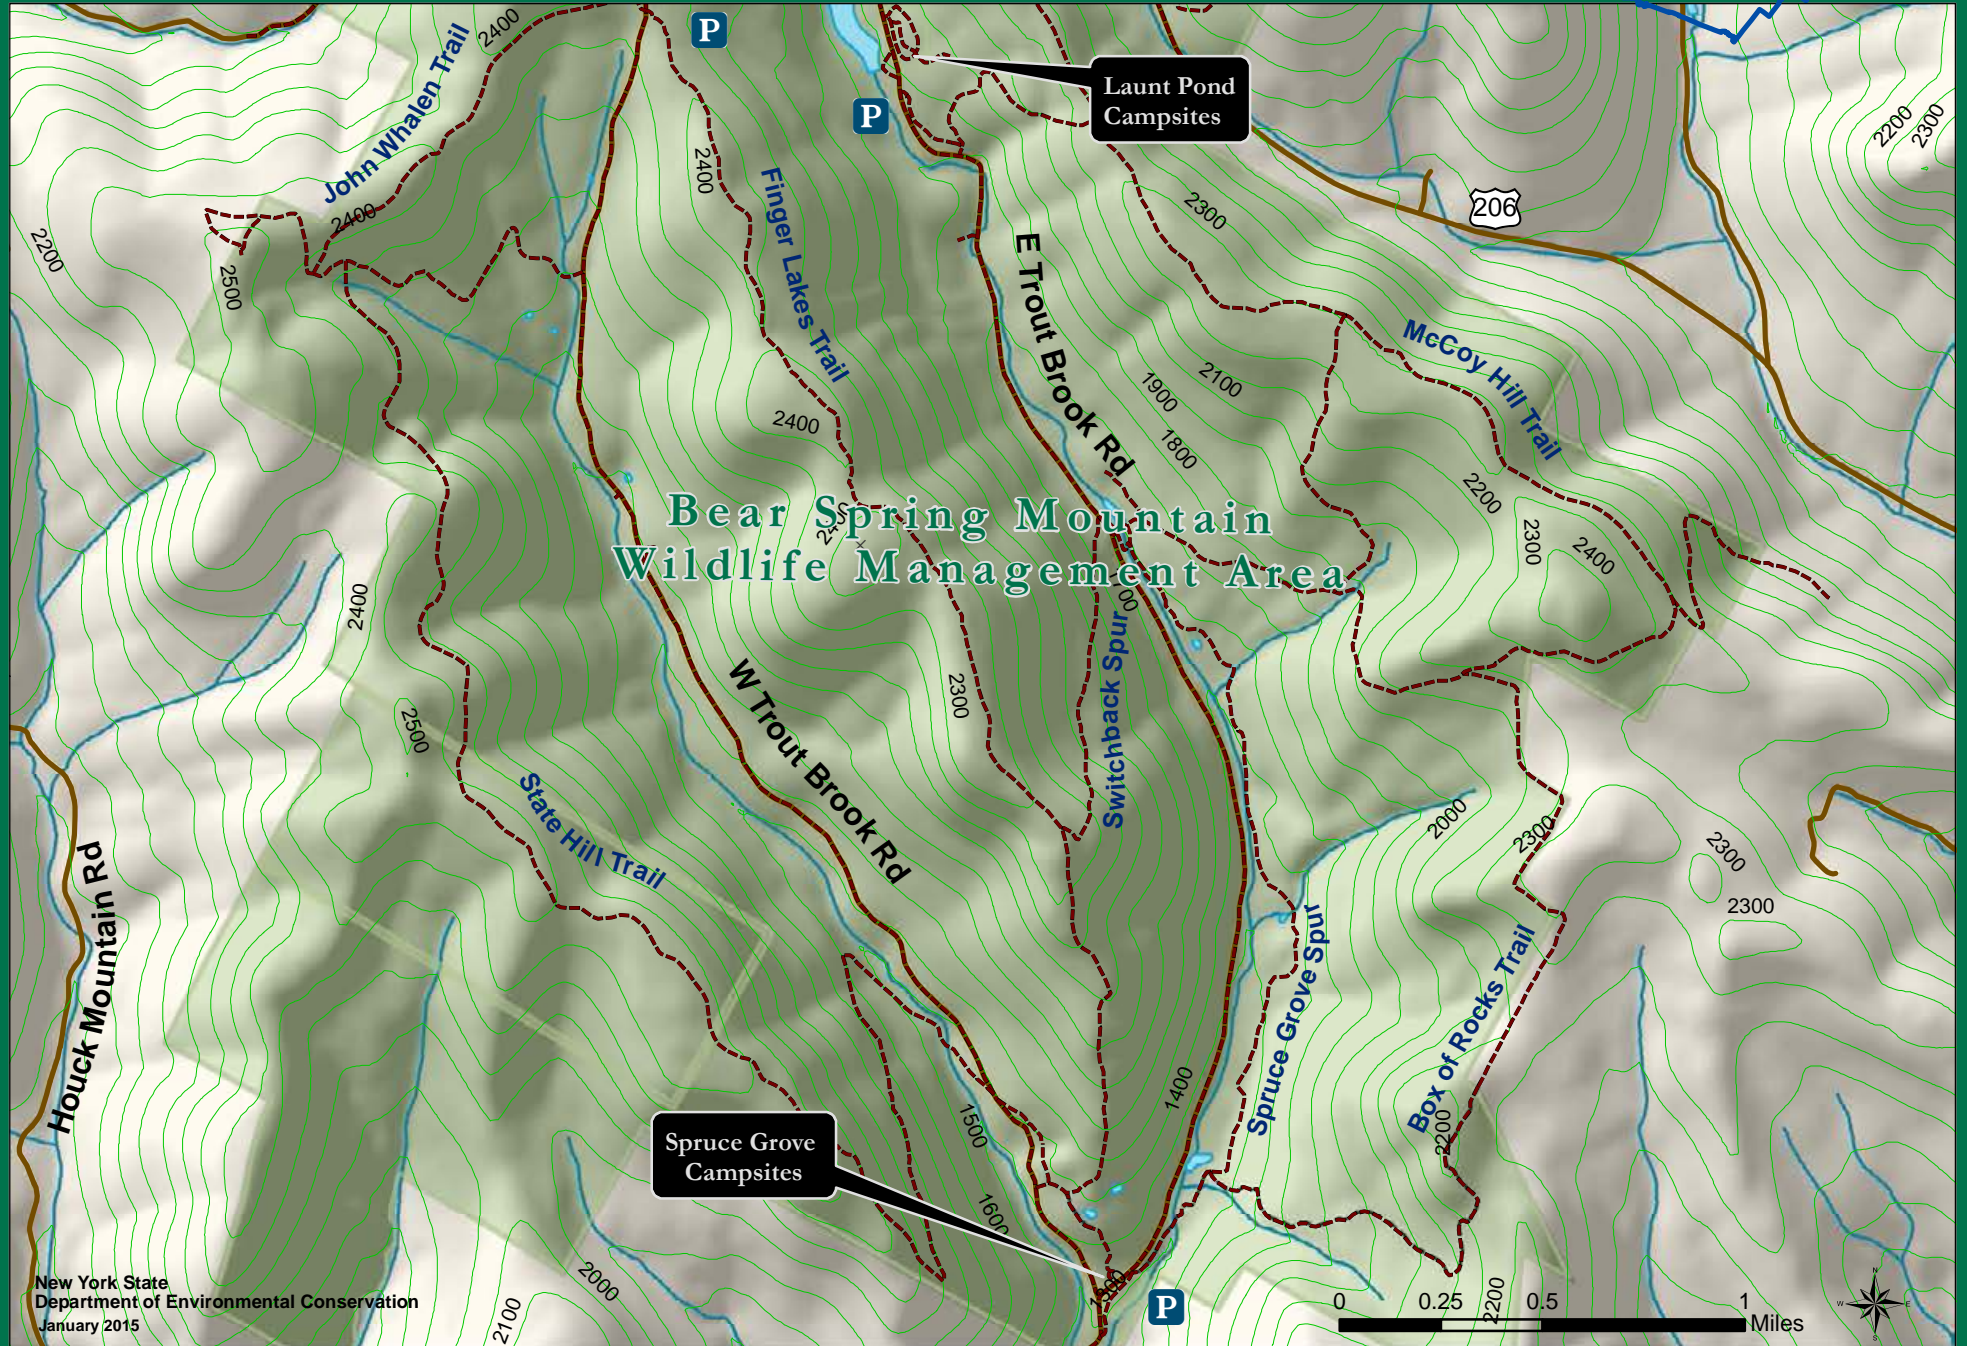 2400
P
Launt Pond
Campsites
John Whalen Trail
P
2200
2300
2400
Finger Lakes Trail
2300
206
2400
2200
2500
E Trout Brook Rd
McCoy Hill Trail
1900
2100
2400
1800
2200
Bear Spring Mountain
Wildlife Management Area
2300
2400
2400
Switchback Spur
W Trout Brook Rd
2300
2500
State Hill Trail
2000
2300
2300
Houck Mountain Rd
2300
Spruce Grove Spur
Box of Rocks Trail
1400
Spruce Grove
Campsites
1500
2200
1600
2000
New York State
Department of Environmental Conservation
January 2015
2100
P
2200
0 0.25 0.5 1
Miles
N
W E
S